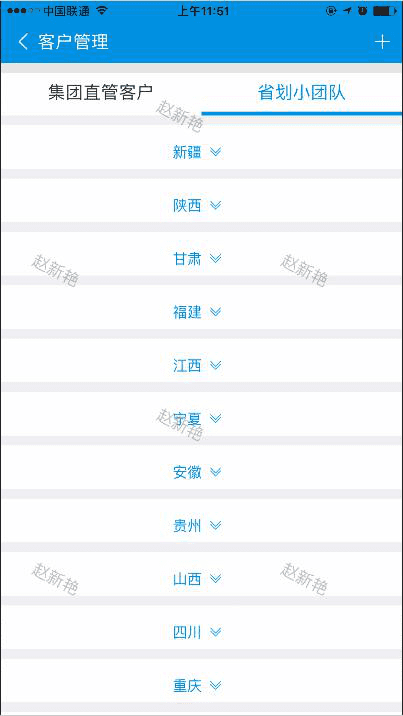 中国联通 上午11:51
客户管理
集团直管客户 省划小团队
赵新艳
新疆
陕西
甘肃
赵新艳 赵新艳
福建
江西
宁夏
赵新艳
安徽
贵州
山西
赵新艳 赵新艳
四川
重庆